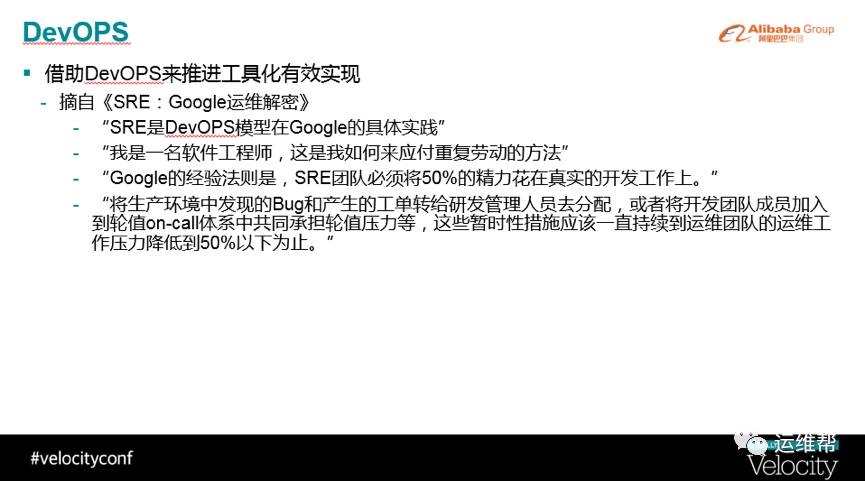 DevOPS
Alibaba Group
阿里巴巴集团
借助DevOPS来推进工具化有效实现
- 摘自《SRE：Google运维解密》
- “SRE是DevOPS模型在Google的具体实践”
- “我是一名软件工程师，这是我如何来应付重复劳动的方法”
- “Google的经验法则是，SRE团队必须将50%的精力花在真实的开发工作上。“
- “将生产环境中发现的Bug和产生的工单转给研发管理人员去分配，或者将开发团队成员加入
到轮值on-call体系中共同承担轮值压力等，这些暂时性措施应该一直持续到运维团队的运维工
作压力降低到50%以下为止。“
#velocityconf
运维帮
Velocity